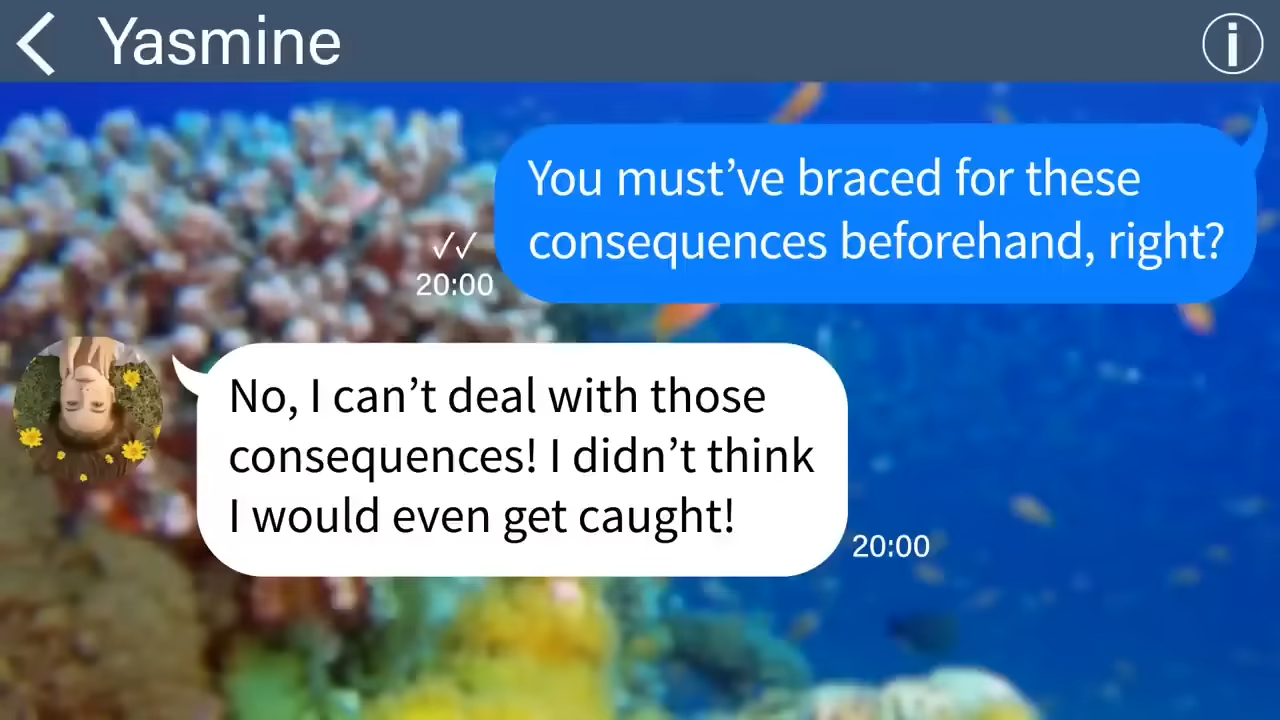 Yasmine
You must’ve braced for these
consequences beforehand, right?
✓✓
20:00
No, I can’t deal with those
consequences! I didn’t think
I would even get caught!
20:00